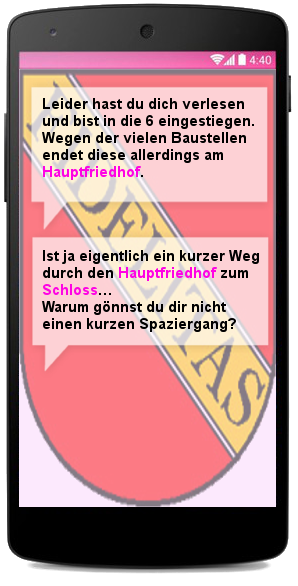 4:40
Leider hast du dich verlesen
und bist in die 6 eingestiegen.
Wegen der vielen Baustellen
endet diese allerdings am
Hauptfriedhof.
Ist ja eigentlich ein kurzer Weg
durch den Hauptfriedhof zum
Schloss...
Warum gönnst du dir nicht
einen kurzen Spaziergang?
FIDELITAS